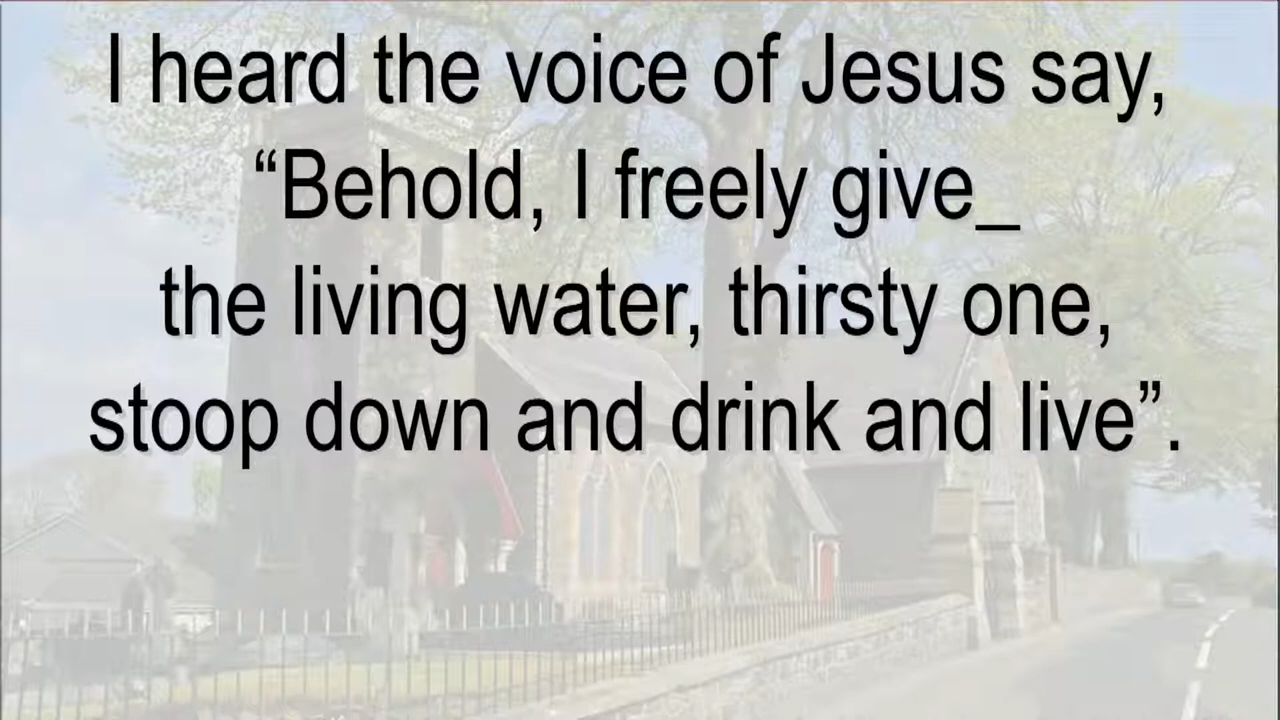 I heard the voice of Jesus say,
“Behold, I freely give_
the living water, thirsty one,
stoop down and drink and live”.